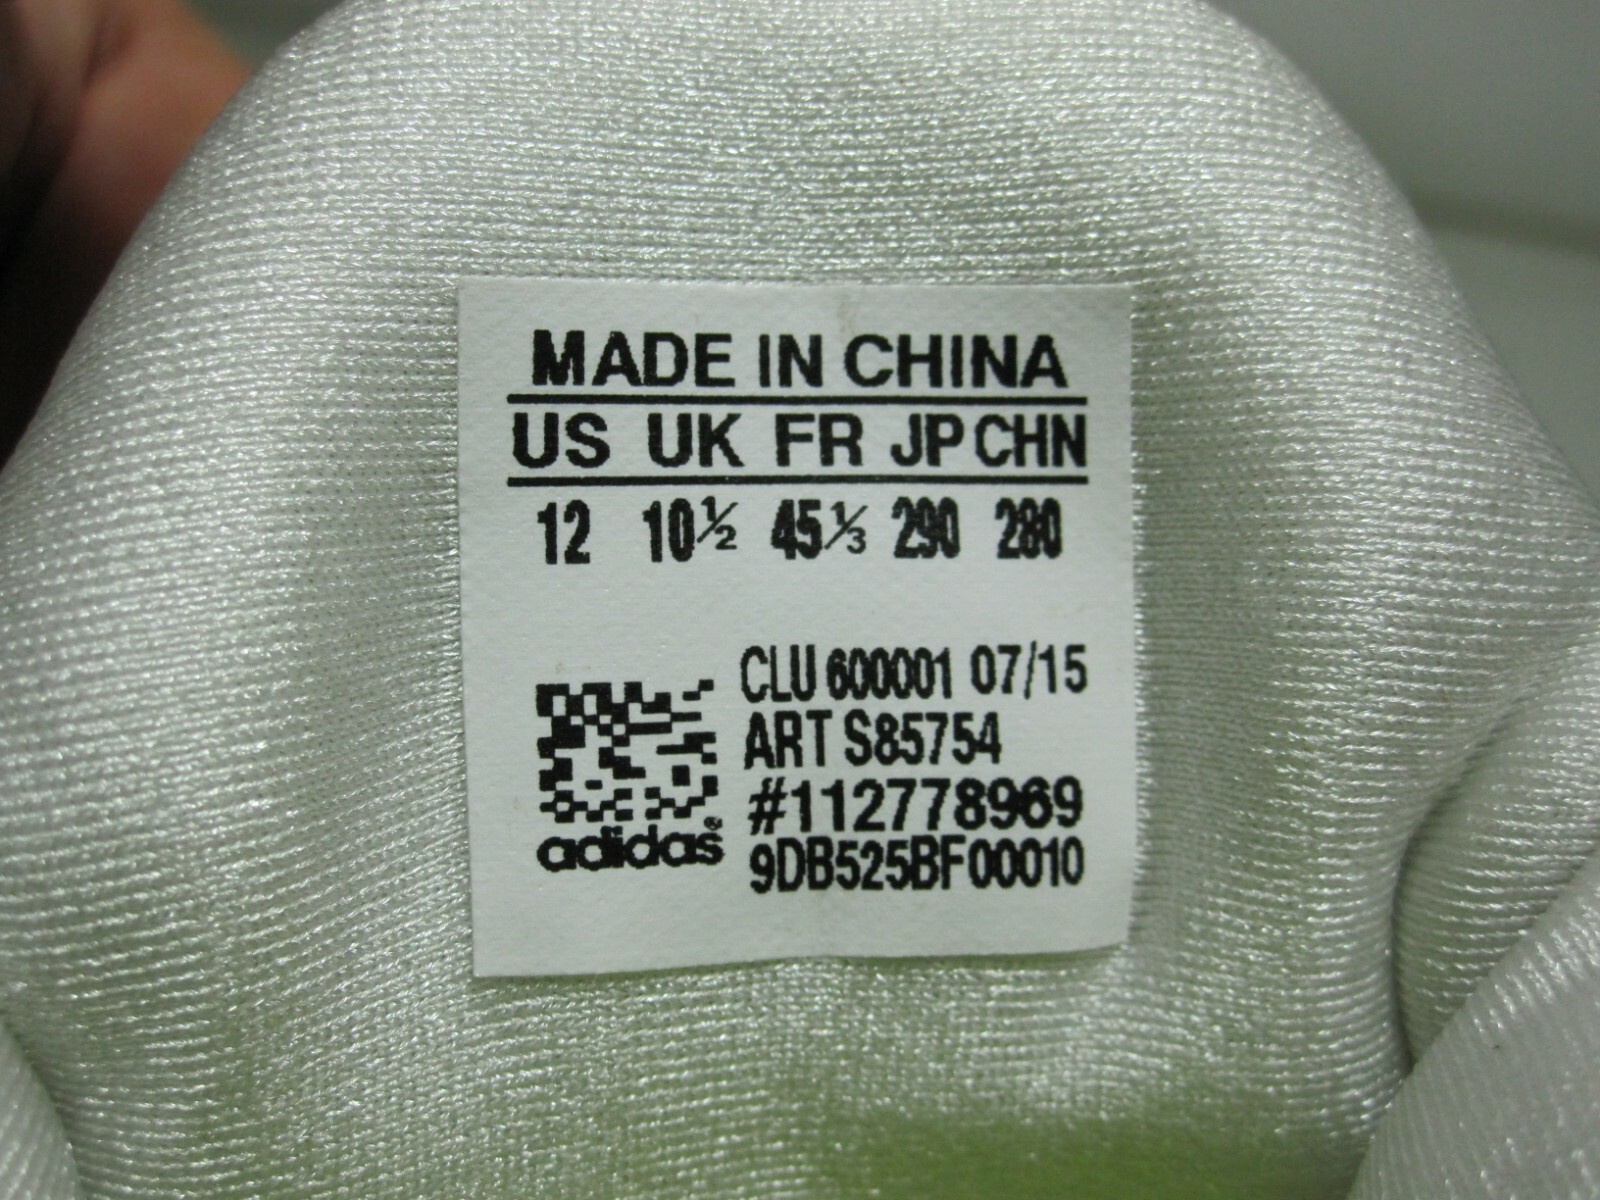 MADE IN CHINA
US UK FR JP CHN
12 10½ 45⅓ 290 280
CLU 600001 07/15
ART S85754
#112778969
9DB525BF00010
adidas®